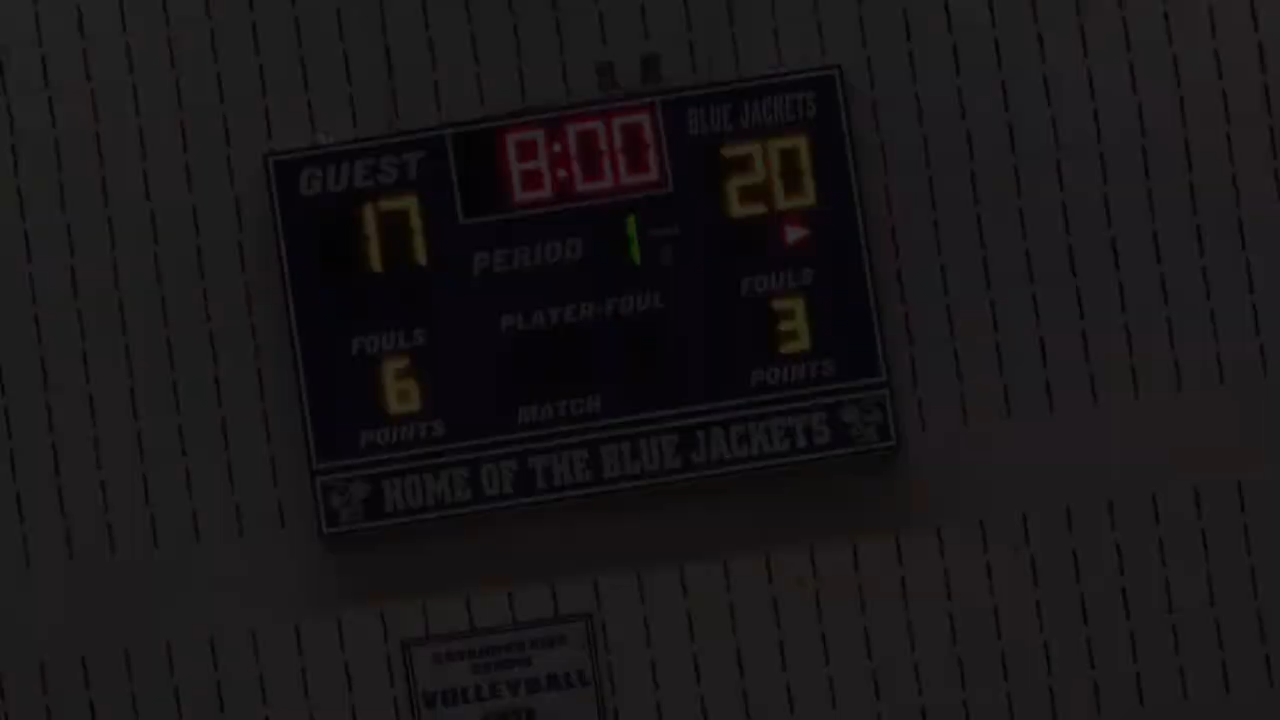 GUEST
8:00
BLUE JACKETS
17
20
PERIOD 1
FOULS
PLAYER-FOUL
FOULS
6
3
POINTS
MATCH
POINTS
HOME OF THE BLUE JACKETS
VOLLEYBALL